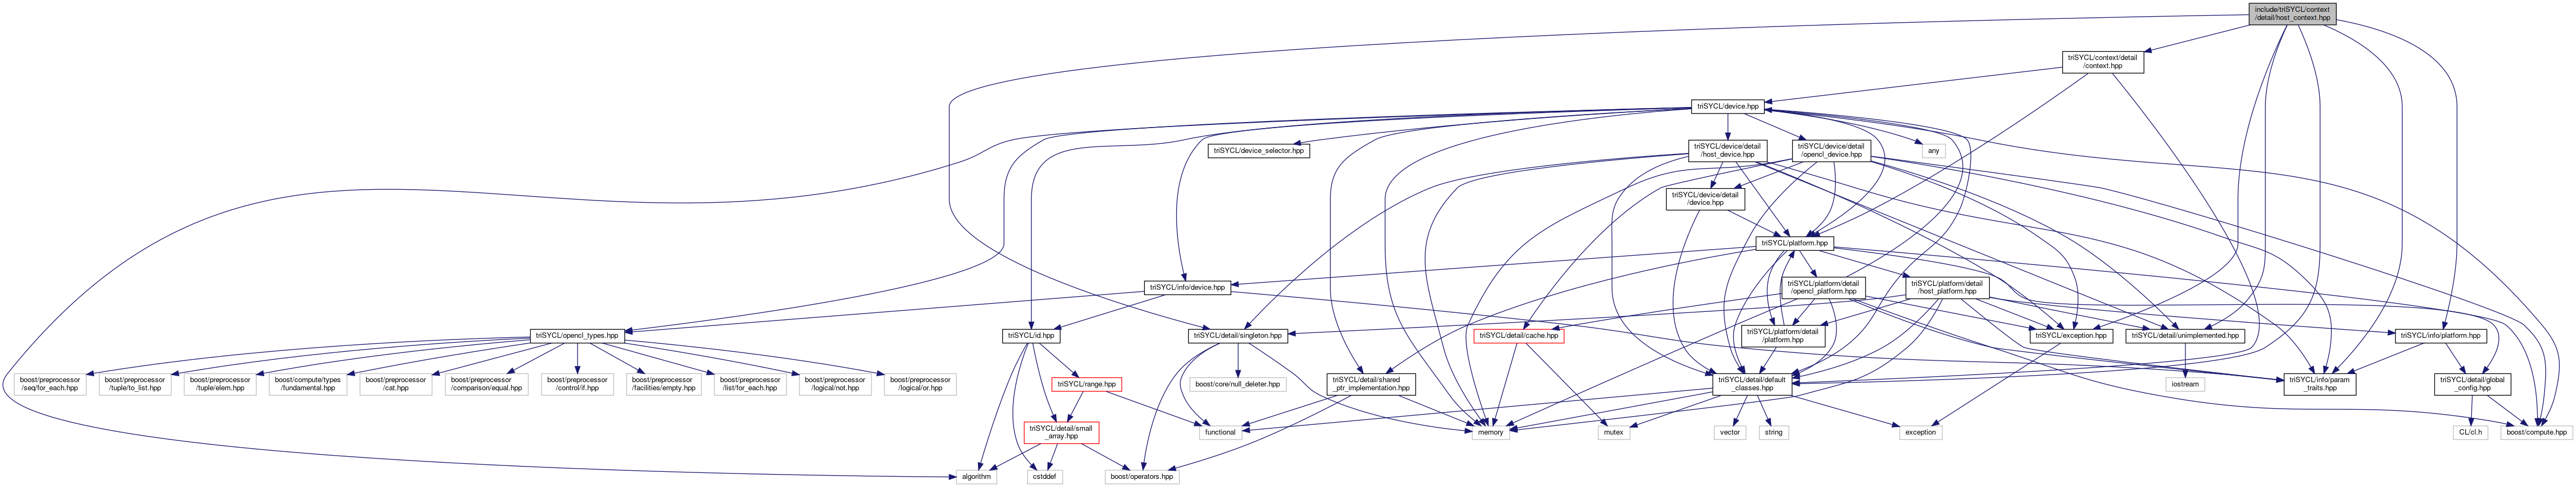 include/triSYCL/context
/detail/host_context.hpp
triSYCL/context/detail
/context.hpp
triSYCL/device.hpp
triSYCL/device_selector.hpp
triSYCL/device/detail
/host_device.hpp
triSYCL/device/detail
/opencl_device.hpp
any
triSYCL/device/detail
/device.hpp
triSYCL/platform.hpp
triSYCL/info/device.hpp
triSYCL/platform/detail
/opencl_platform.hpp
triSYCL/platform/detail
/host_platform.hpp
triSYCL/opencl_types.hpp
triSYCL/id.hpp
triSYCL/detail/singleton.hpp
triSYCL/detail/cache.hpp
triSYCL/platform/detail
/platform.hpp
triSYCL/exception.hpp
triSYCL/detail/unimplemented.hpp
triSYCL/info/platform.hpp
boost/preprocessor
/seq/for_each.hpp
boost/preprocessor
/tuple/to_list.hpp
boost/preprocessor
/tuple/elem.hpp
boost/compute/types
/fundamental.hpp
boost/preprocessor
/cat.hpp
boost/preprocessor
/comparison/equal.hpp
boost/preprocessor
/control/if.hpp
boost/preprocessor
/facilities/empty.hpp
boost/preprocessor
/list/for_each.hpp
boost/preprocessor
/logical/not.hpp
boost/preprocessor
/logical/or.hpp
triSYCL/range.hpp
boost/core/null_deleter.hpp
triSYCL/detail/shared
_ptr_implementation.hpp
triSYCL/detail/default
_classes.hpp
iostream
triSYCL/info/param
_traits.hpp
triSYCL/detail/global
_config.hpp
triSYCL/detail/small
_array.hpp
functional
memory
mutex
vector
string
exception
CL/cl.h
boost/compute.hpp
algorithm
cstddef
boost/operators.hpp